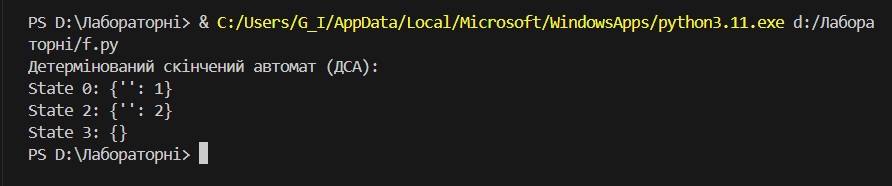 PS D:\Лабораторні> & C:/Users/G_I/AppData/Local/Microsoft/WindowsApps/python3.11.exe d:/Лабора
торні/f.py
Детермінований скінчений автомат (ДСА):
State 0: {'': 1}
State 2: {'': 2}
State 3: {}
PS D:\Лабораторні>